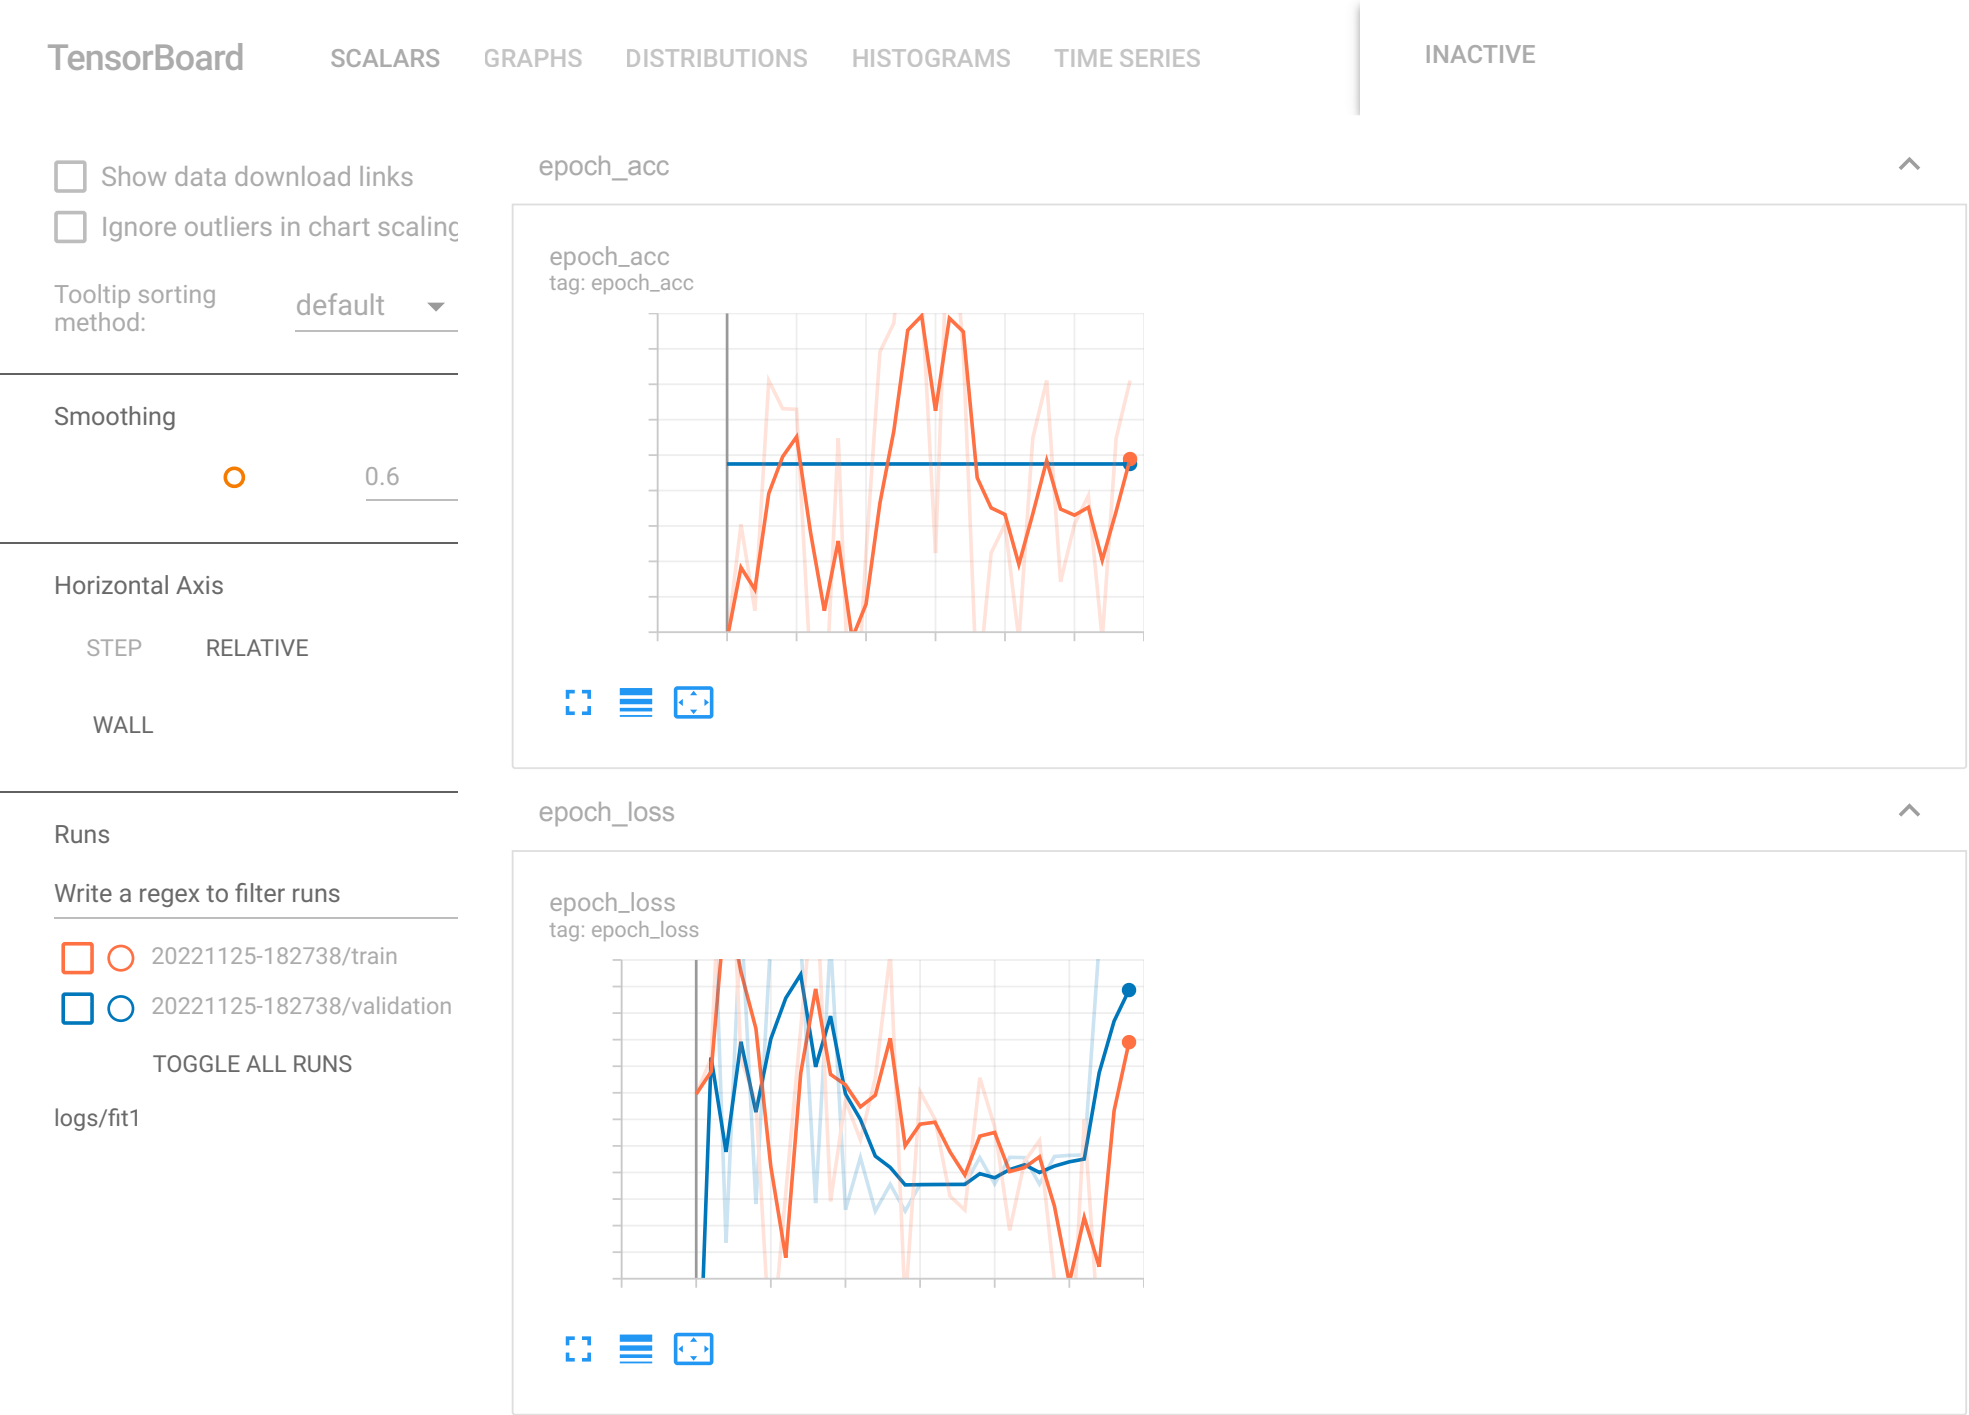 TensorBoard SCALARS GRAPHS DISTRIBUTIONS HISTOGRAMS TIME SERIES INACTIVE
Show data download links
Ignore outliers in chart scaling
Tooltip sorting
method:
default
Smoothing
0.6
Horizontal Axis
STEP RELATIVE
WALL
Runs
Write a regex to filter runs
20221125-182738/train
20221125-182738/validation
TOGGLE ALL RUNS
logs/fit1
epoch_acc
epoch_acc
tag: epoch_acc
epoch_loss
epoch_loss
tag: epoch_loss